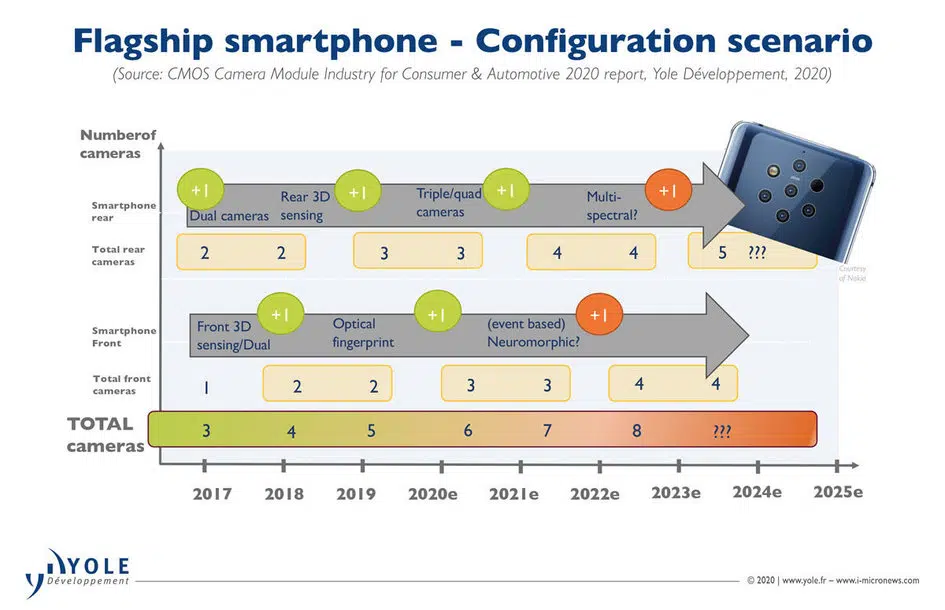 Flagship smartphone - Configuration scenario
(Source: CMOS Camera Module Industry for Consumer & Automotive 2020 report, Yole Développement, 2020)
Numberof
cameras
Smartphone
rear
+1
Dual cameras
Rear 3D
sensing
+1
Triple/quad
cameras
+1
Multi-
spectral?
+1
Total rear
cameras
2 2 3 3 4 4 5 ???
Courtesy
of Nokia
Smartphone
Front
Front 3D
sensing/Dual
+1
Optical
fingerprint
+1
(event based)
Neuromorphic?
+1
Total front
cameras
1 2 2 3 3 4 4
TOTAL
cameras
3 4 5 6 7 8 ???
2017 2018 2019 2020e 2021e 2022e 2023e 2024e 2025e
YOLE
Développement
© 2020 | www.yole.fr – www.i-micronews.com